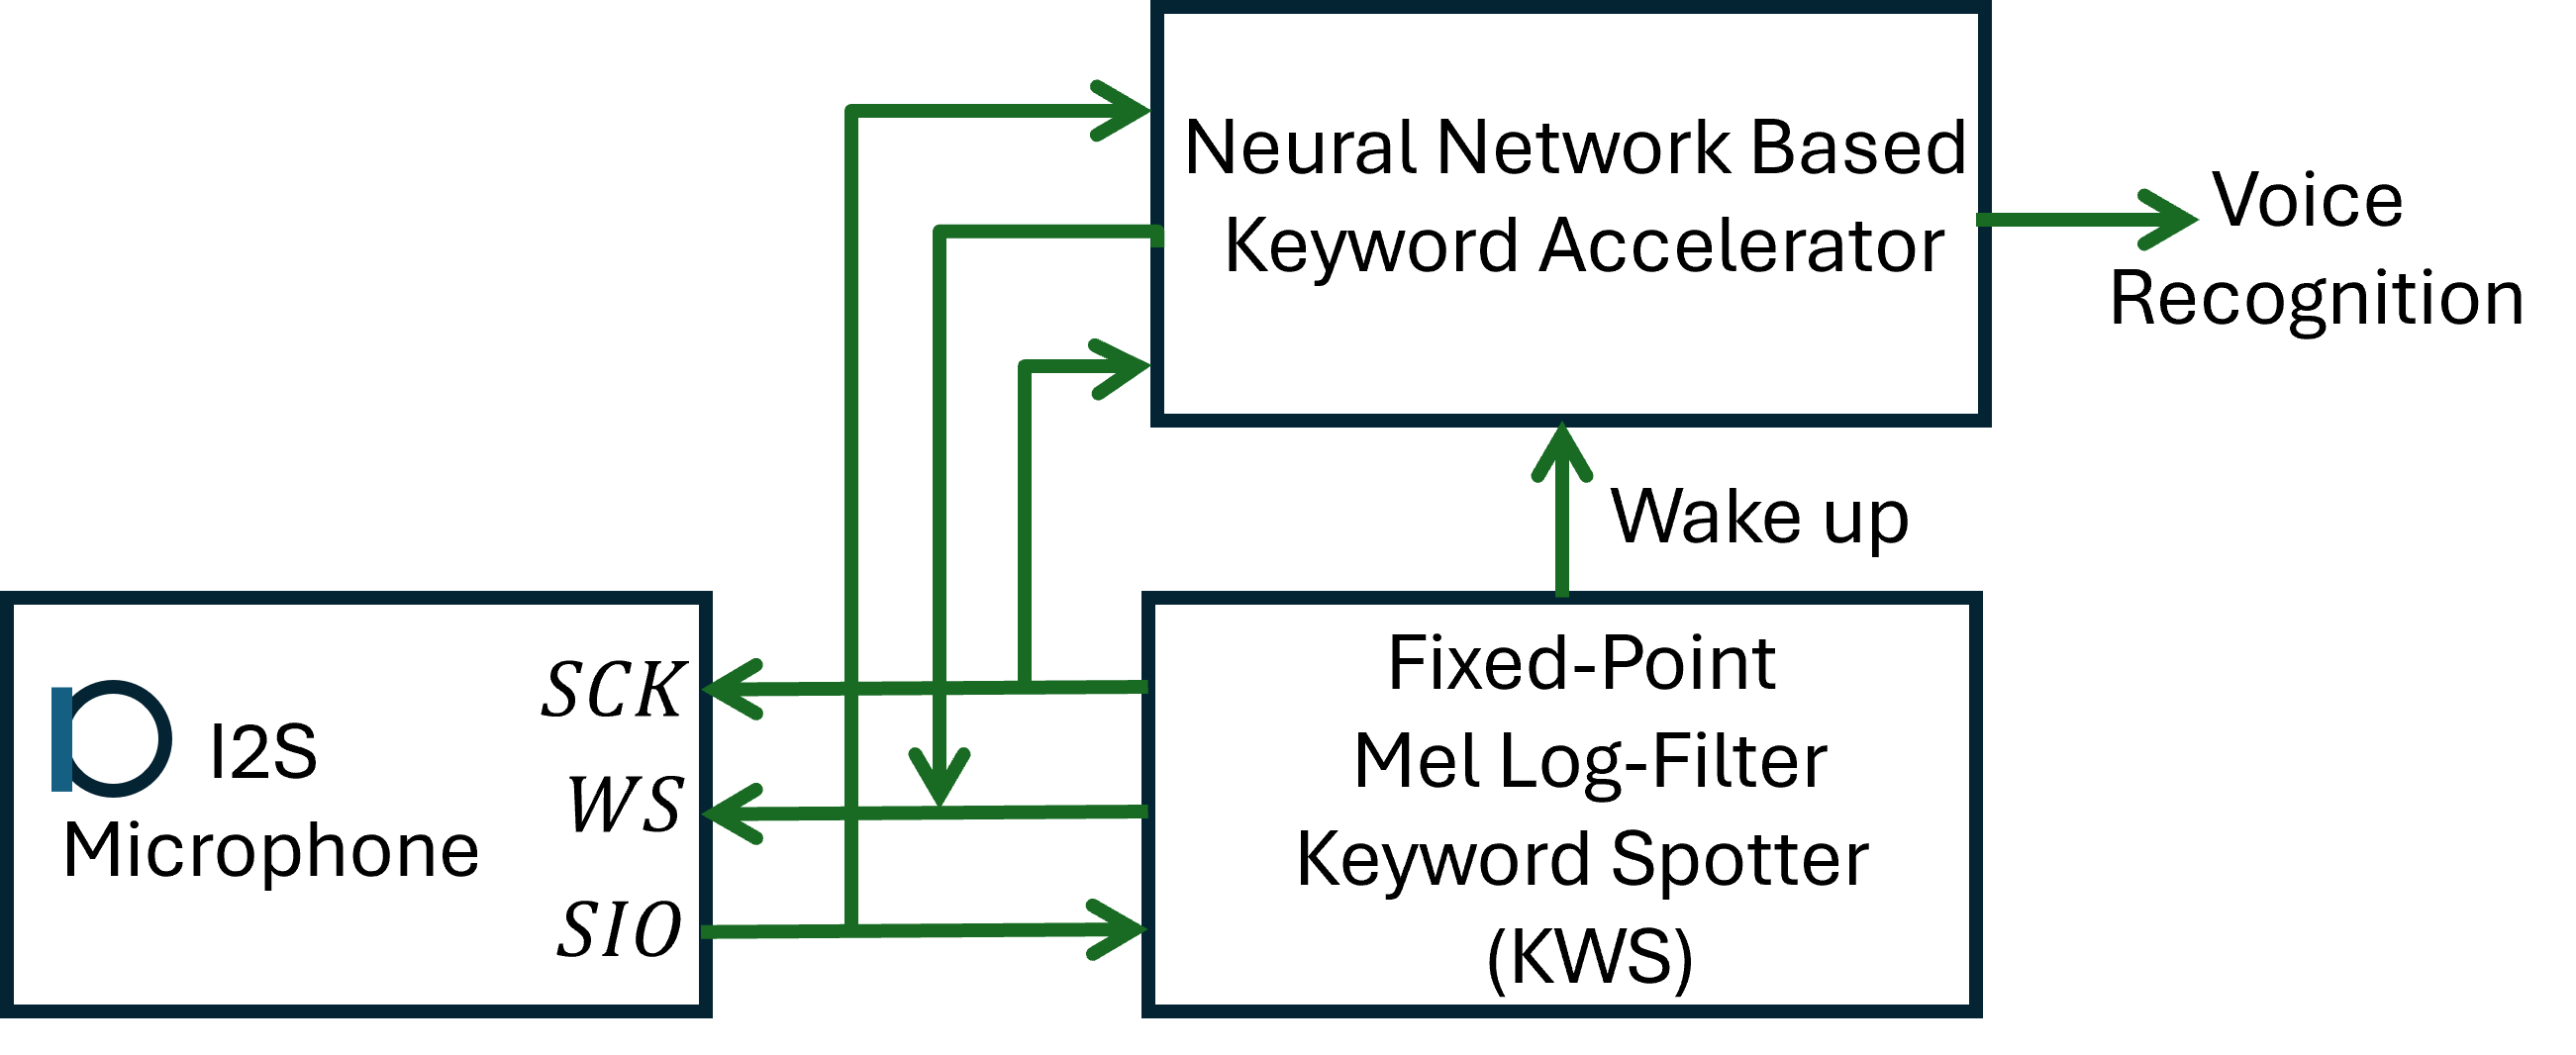 Neural Network Based
Keyword Accelerator
Voice
Recognition
Wake up
I2S
Microphone
SCK
WS
SIO
Fixed-Point
Mel Log-Filter
Keyword Spotter
(KWS)